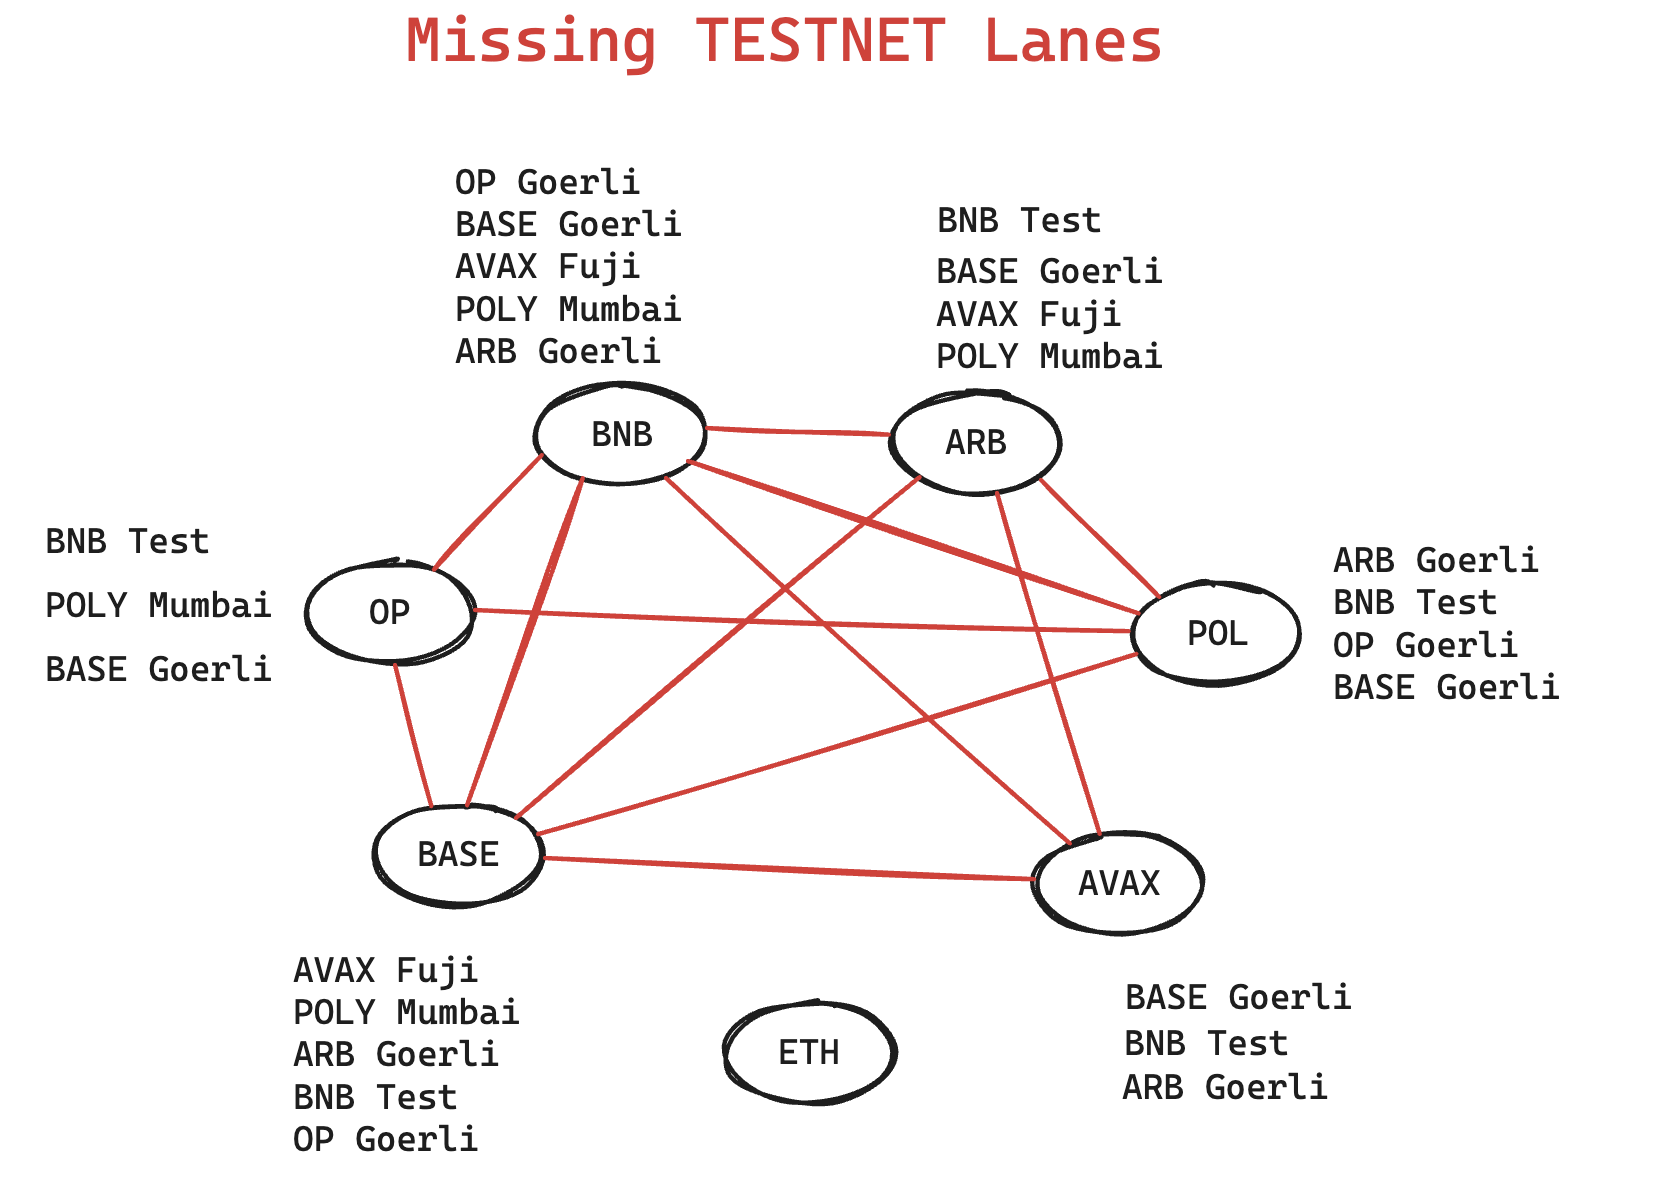 Missing TESTNET Lanes
OP Goerli
BASE Goerli
AVAX Fuji
POLY Mumbai
ARB Goerli
BNB Test
BASE Goerli
AVAX Fuji
POLY Mumbai
BNB
ARB
BNB Test
POLY Mumbai
BASE Goerli
OP
POL
ARB Goerli
BNB Test
OP Goerli
BASE Goerli
BASE
AVAX
AVAX Fuji
POLY Mumbai
ARB Goerli
BNB Test
OP Goerli
ETH
BASE Goerli
BNB Test
ARB Goerli